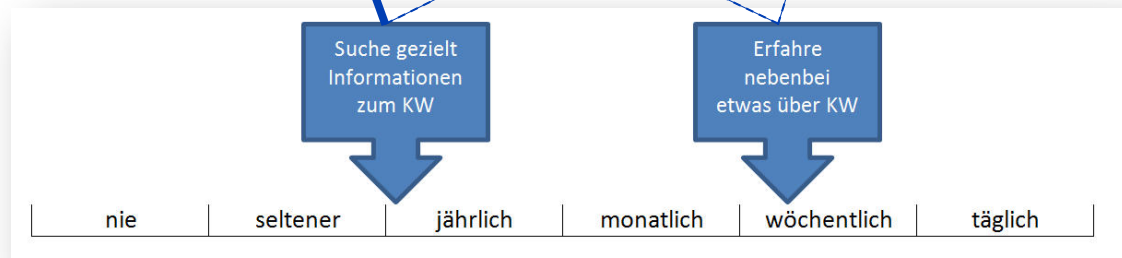 Suche gezielt
Informationen
zum KW
Erfahre
nebenbei
etwas über KW
nie seltener jährlich monatlich wöchentlich täglich